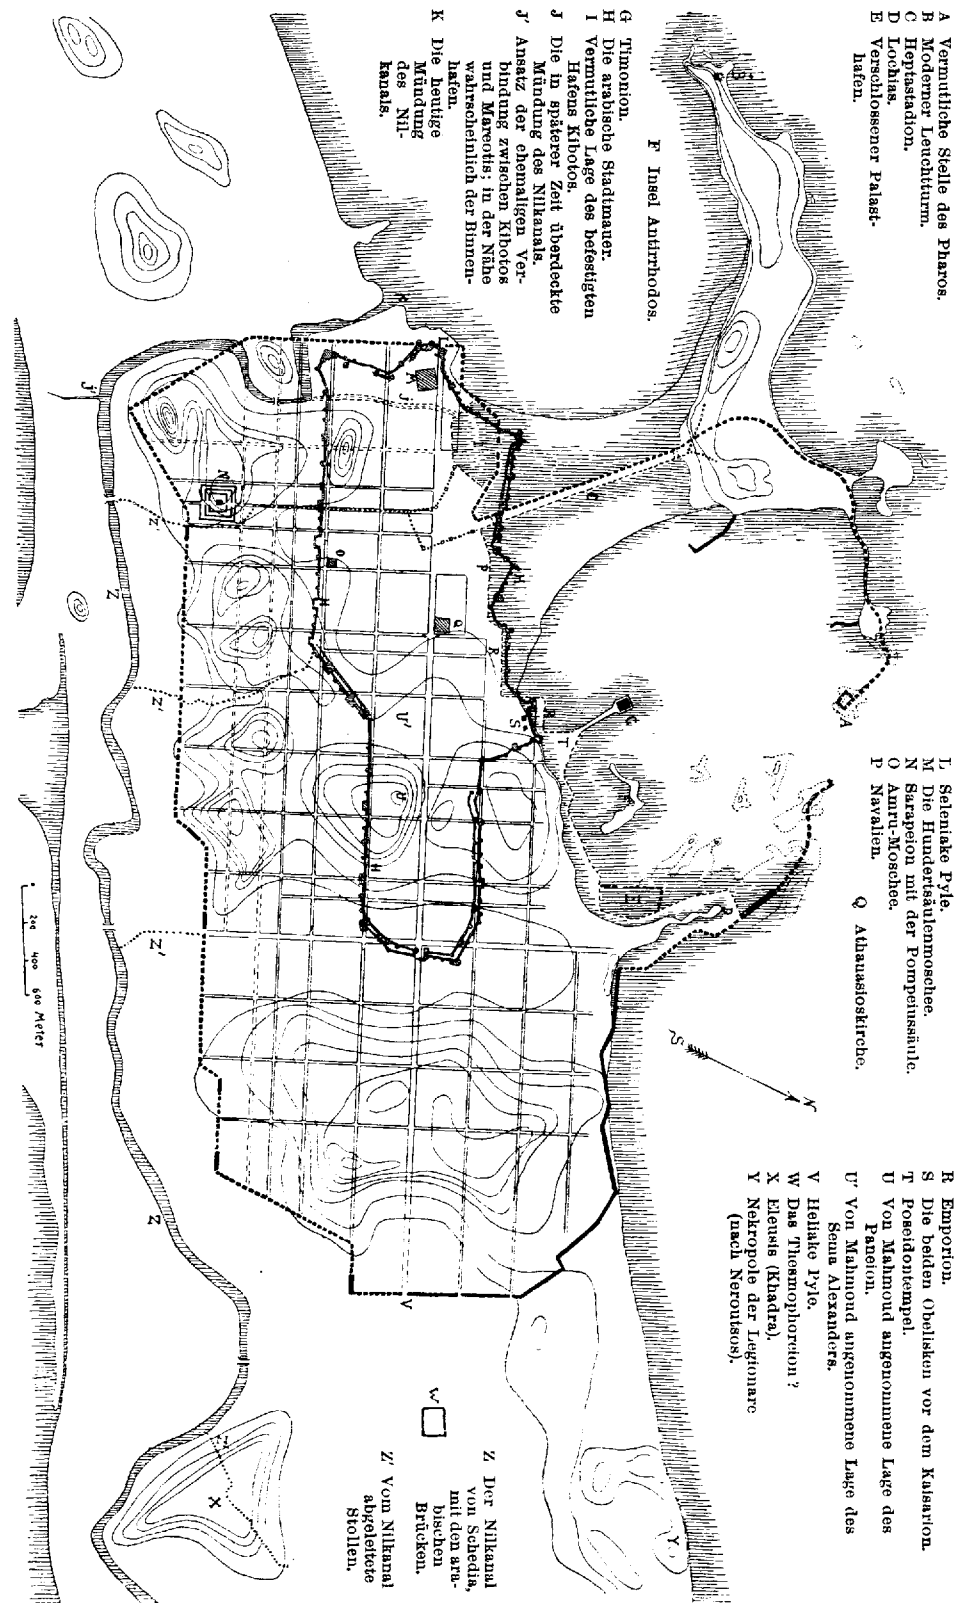 A Vermutliche Stelle des Pharos.
B Moderner Leuchtturm.
C Heptastadion.
D Lochias.
E Verschlossener Palast-
hafen.
F Insel Antirrhodos.
G Timonion.
H Die arabische Stadtmauer.
I Vermutliche Lage des befestigten
Hafens Kibotos.
J Die in späterer Zeit überdeckte
Mündung des Nilkanals.
J' Ansatz der ehemaligen Ver-
bindung zwischen Kibotos
und Mareotis; in der Nähe
wahrscheinlich der Binnen-
hafen.
K Die heutige
Mündung
des Nil-
kanals.
L Seleniake Pyle.
M Die Hundertsäulenmoschee.
N Sarapeion mit der Pompeiussäule.
O Amru-Moschee.
P Navalien.
Q Athanasioskirche.
R Emporion.
S Die beiden Obelisken vor dem Kaisarion.
T Poseidontempel.
U Von Mahmoud angenommene Lage des
Paneion.
U' Von Mahmoud angenommene Lage des
Sema Alexanders.
V Heliake Pyle.
W Das Thesmophoreion?
X Eleusis (Khadra).
Y Nekropole der Legionare
(nach Neroutsos).
Z Der Nilkanal
von Schedia,
mit den ara-
bischen
Brücken.
Z' Vom Nilkanal
abgeleitete
Stollen.
A
B
C
D
K
J'
N
O
Q
P
M
R
S
T
H
U'
U
H
V
W
X
Y
Z
Z'
Z'
Z
N
S
0 200 400 600 Meter